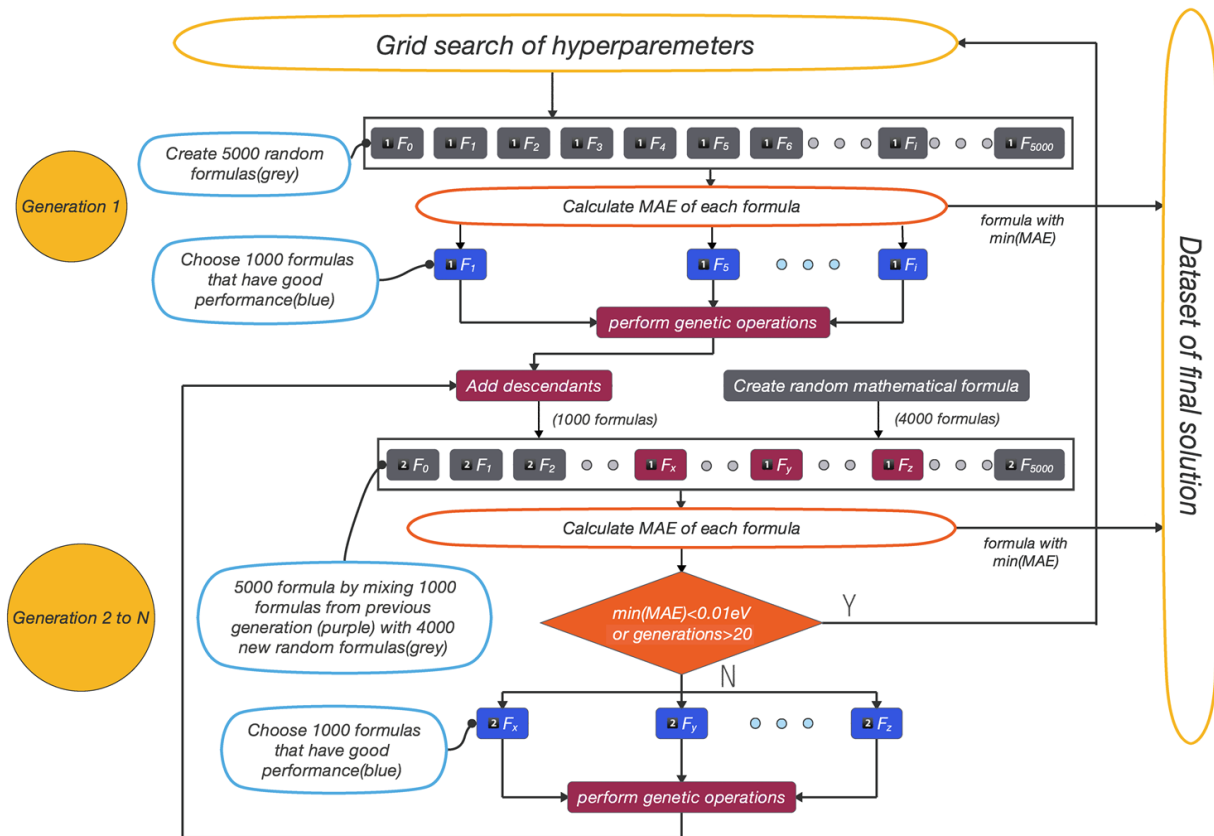 Grid search of hyperparemeters
Create 5000 random
formulas(grey)
1 F0 1 F1 1 F2 1 F3 1 F4 1 F5 1 F6 1 Fi 1 F5000
Generation 1
Calculate MAE of each formula
formula with
min(MAE)
Choose 1000 formulas
that have good
performance(blue)
1 F1 1 F5 1 Fi
perform genetic operations
Add descendants
Create random mathematical formula
(1000 formulas)
(4000 formulas)
2 F0 2 F1 2 F2 1 Fx 1 Fy 1 Fz 2 F5000
Calculate MAE of each formula
formula with
min(MAE)
Generation 2 to N
5000 formula by mixing 1000
formulas from previous
generation (purple) with 4000
new random formulas(grey)
min(MAE)<0.01eV
or generations>20
Y
N
Choose 1000 formulas
that have good
performance(blue)
2 Fx 2 Fy 2 Fz
perform genetic operations
Dataset of final solution